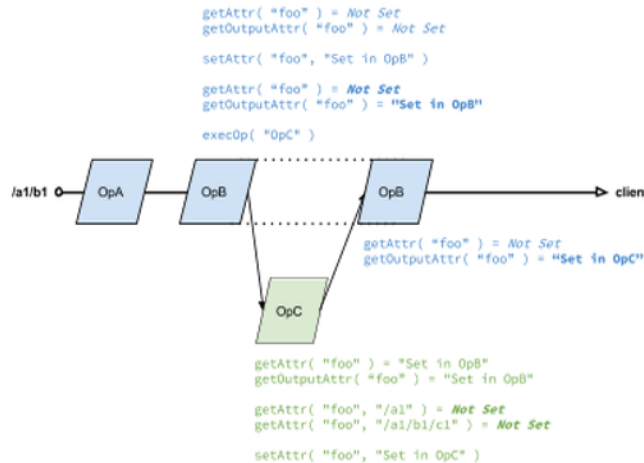 getAttr( "foo" ) = Not Set
getOutputAttr( "foo" ) = Not Set
setAttr( "foo", "Set in OpB" )
getAttr( "foo" ) = Not Set
getOutputAttr( "foo" ) = "Set in OpB"
execOp( "OpC" )
/a1/b1
OpA
OpB
OpB
clien
getAttr( "foo" ) = Not Set
getOutputAttr( "foo" ) = "Set in OpC"
OpC
getAttr( "foo" ) = "Set in OpB"
getOutputAttr( "foo" ) = "Set in OpB"
getAttr( "foo", "/a1" ) = Not Set
getAttr( "foo", "/a1/b1/c1" ) = Not Set
setAttr( "foo", "Set in OpC" )